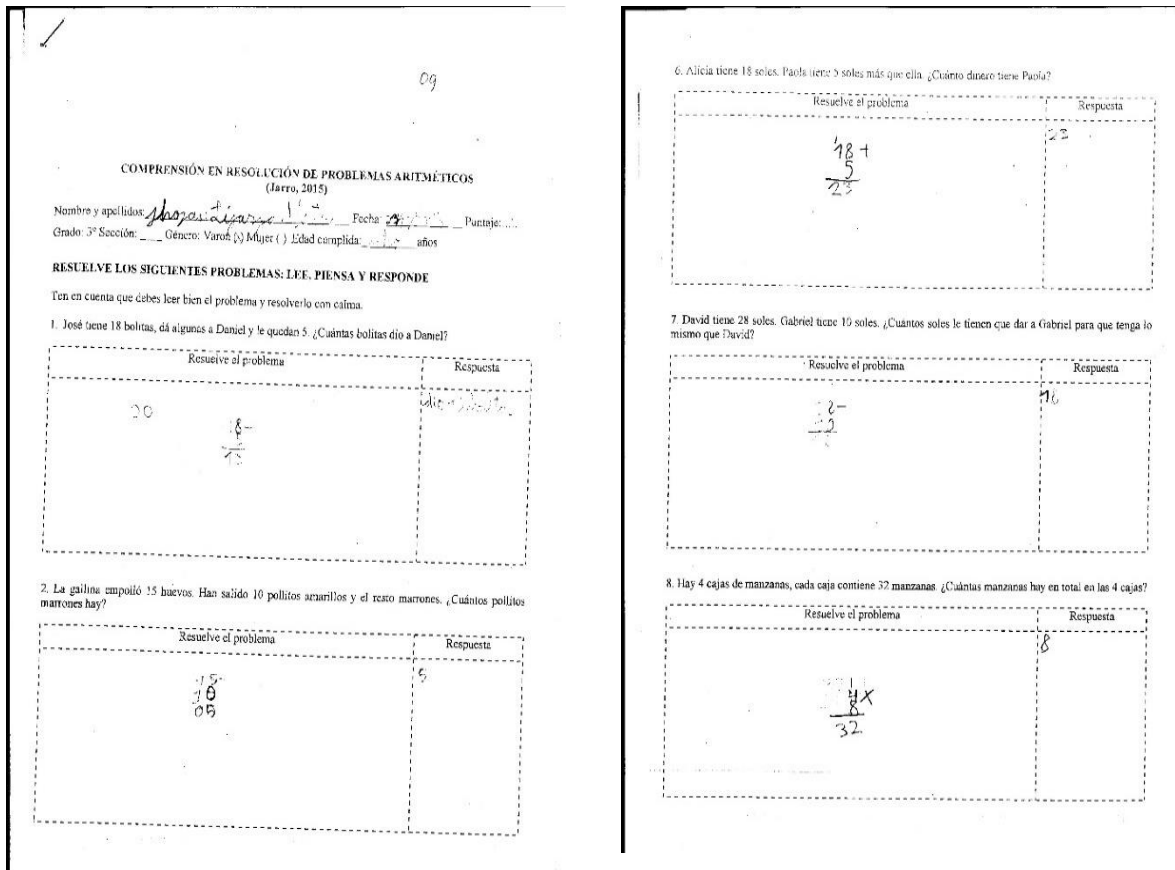 09
COMPRENSIÓN EN RESOLUCIÓN DE PROBLEMAS ARITMÉTICOS
(Jarro, 2015)
Nombre y apellidos: Fecha: Puntaje:
Grado: 3º Sección: ____ Género: Varón (x) Mujer ( ) Edad cumplida: años
RESUELVE LOS SIGUIENTES PROBLEMAS: LEE, PIENSA Y RESPONDE
Ten en cuenta que debes leer bien el problema y resolverlo con calma.
1. José tiene 18 bolitas, dá algunas a Daniel y le quedan 5. ¿Cuántas bolitas dio a Daniel?
Resuelve el problema Respuesta
2. La gallina empolló 15 huevos. Han salido 10 pollitos amarillos y el resto marrones. ¿Cuántos pollitos
marrones hay?
Resuelve el problema Respuesta
15 5
10
05
6. Alicia tiene 18 soles. Paola tiene 5 soles más que ella. ¿Cuánto dinero tiene Paola?
Resuelve el problema Respuesta
23
1
18 +
5
23
7. David tiene 28 soles. Gabriel tiene 10 soles. ¿Cuántos soles le tienen que dar a Gabriel para que tenga lo
mismo que David?
Resuelve el problema Respuesta
18
8. Hay 4 cajas de manzanas, cada caja contiene 32 manzanas. ¿Cuántas manzanas hay en total en las 4 cajas?
Resuelve el problema Respuesta
8
4 x
8
32